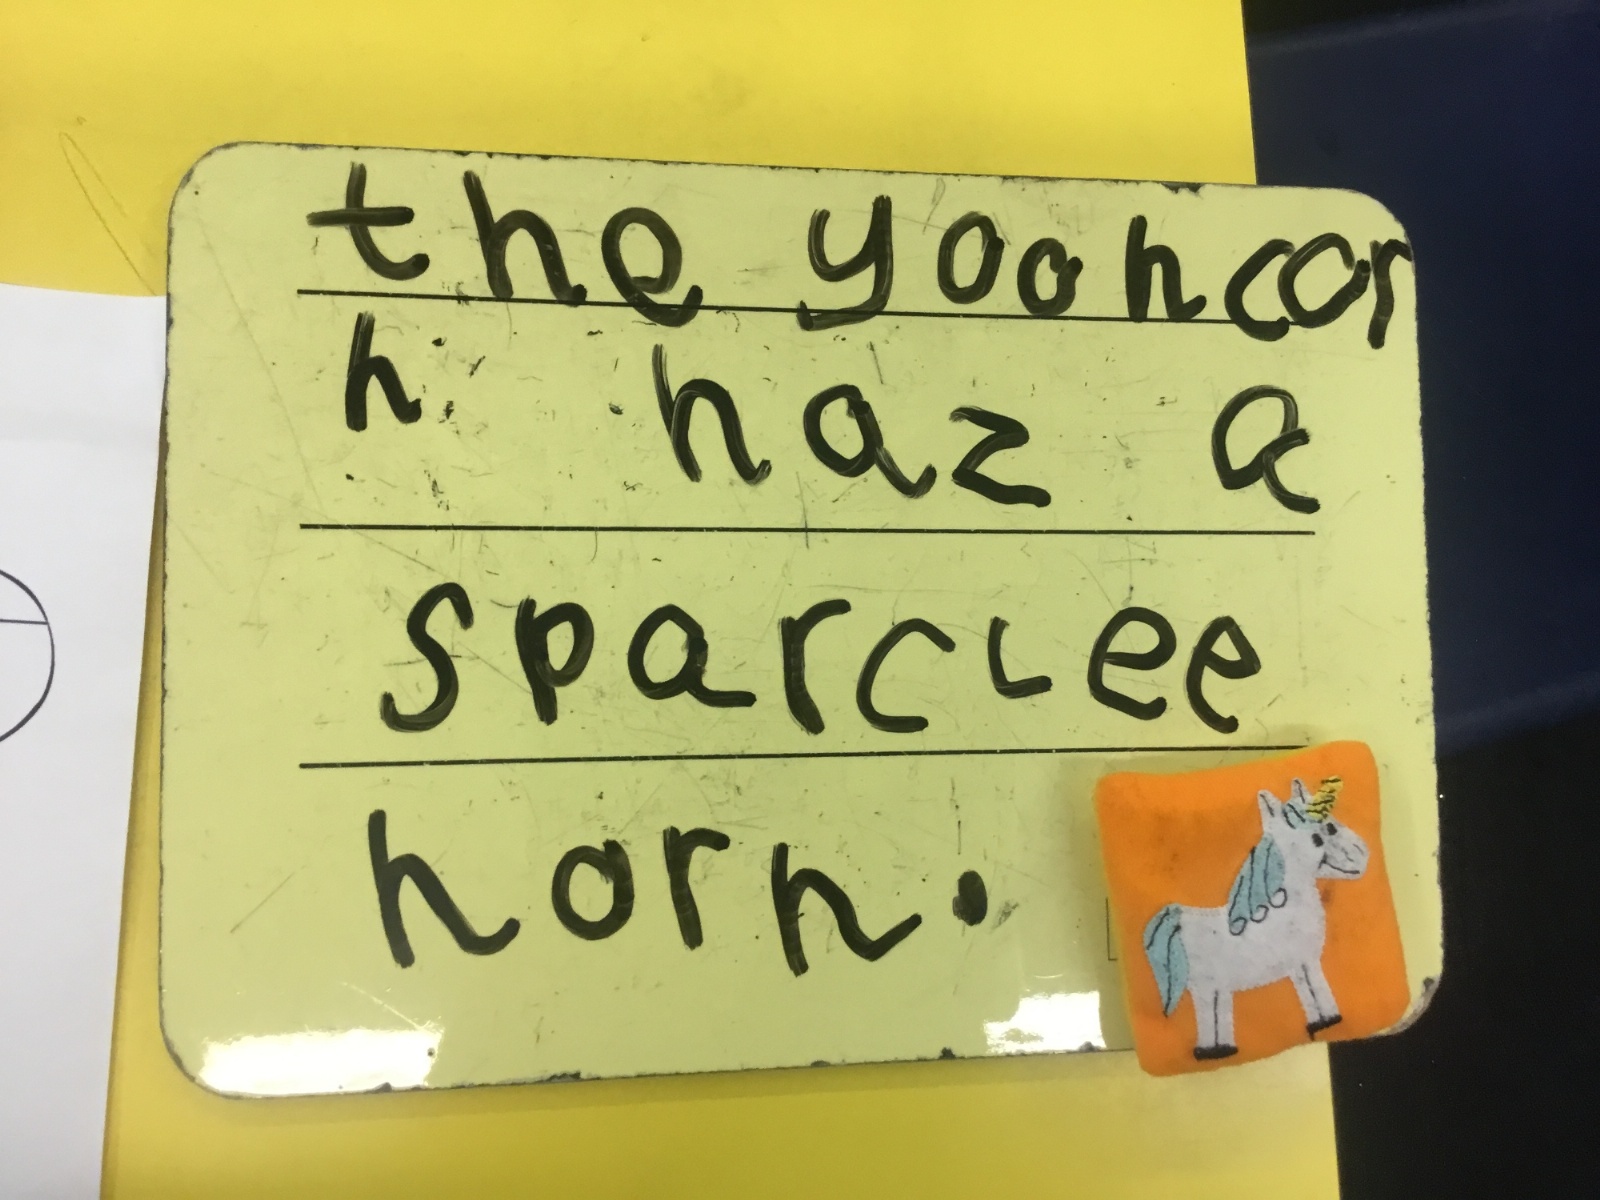 the yooncor
n haz a
sparclee
horn.